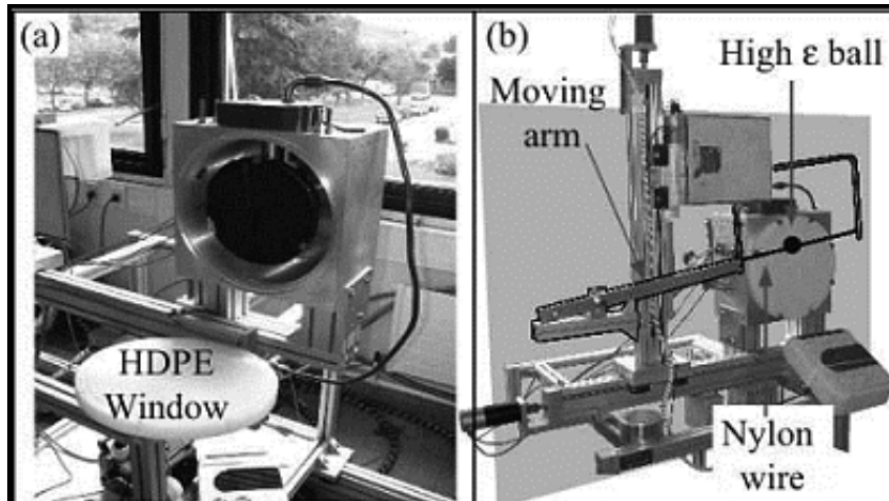 (a)
HDPE
Window
(b)
High ε ball
Moving
arm
Nylon
wire